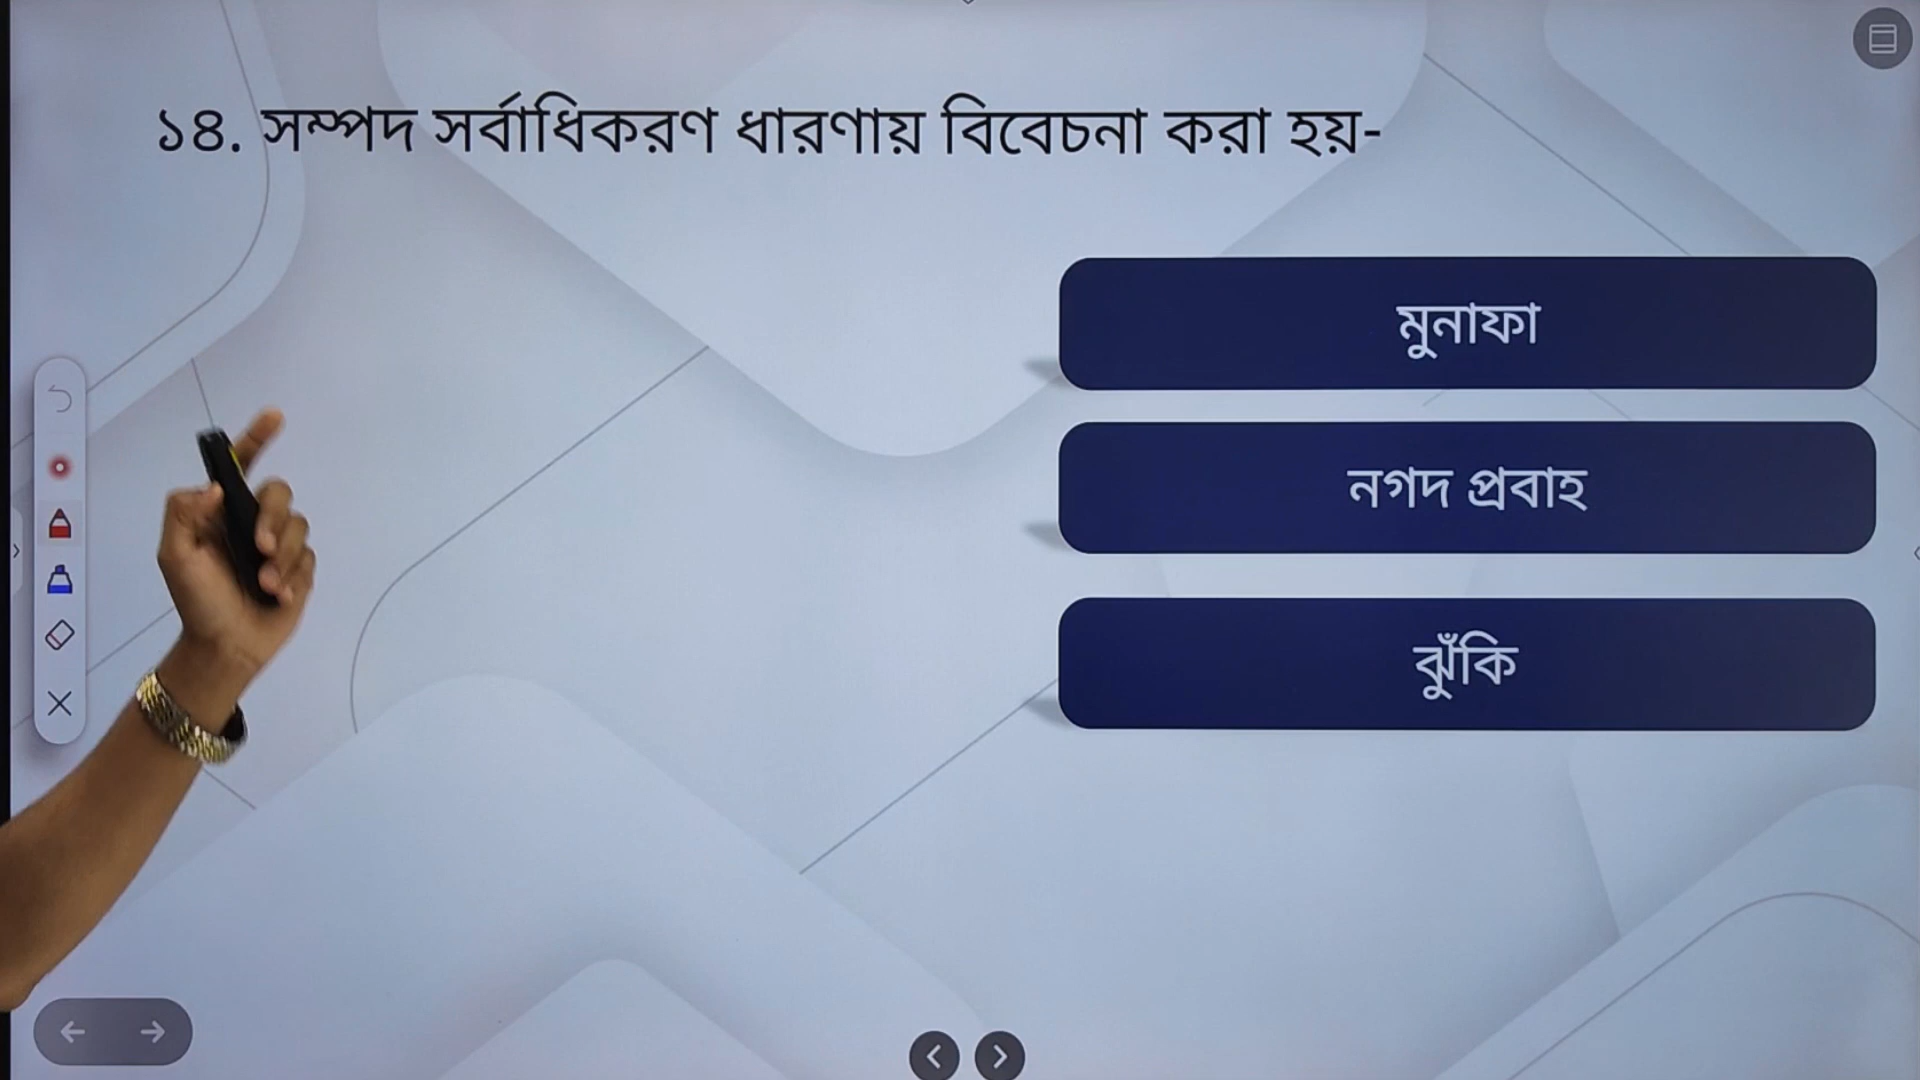 ১৪. সম্পদ সর্বাধিকরণ ধারণায় বিবেচনা করা হয়-
মুনাফা
নগদ প্রবাহ
ঝুঁকি